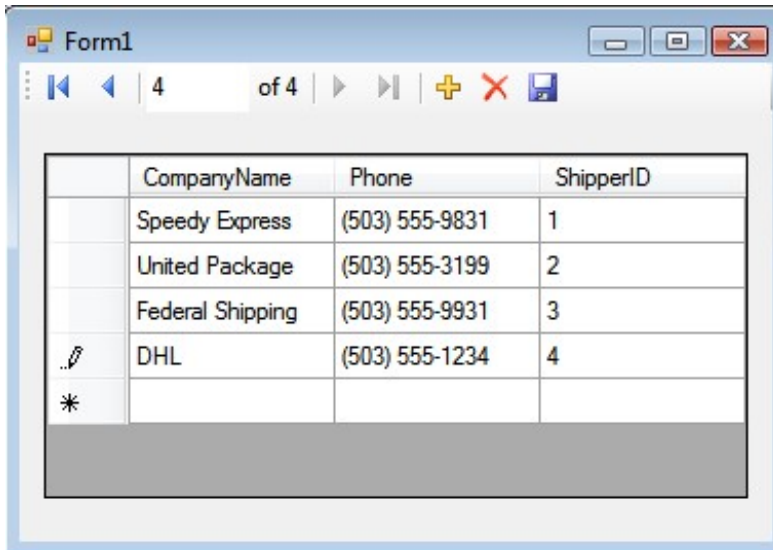 Form1
4 of 4
CompanyName Phone ShipperID
Speedy Express (503) 555-9831 1
United Package (503) 555-3199 2
Federal Shipping (503) 555-9931 3
DHL (503) 555-1234 4